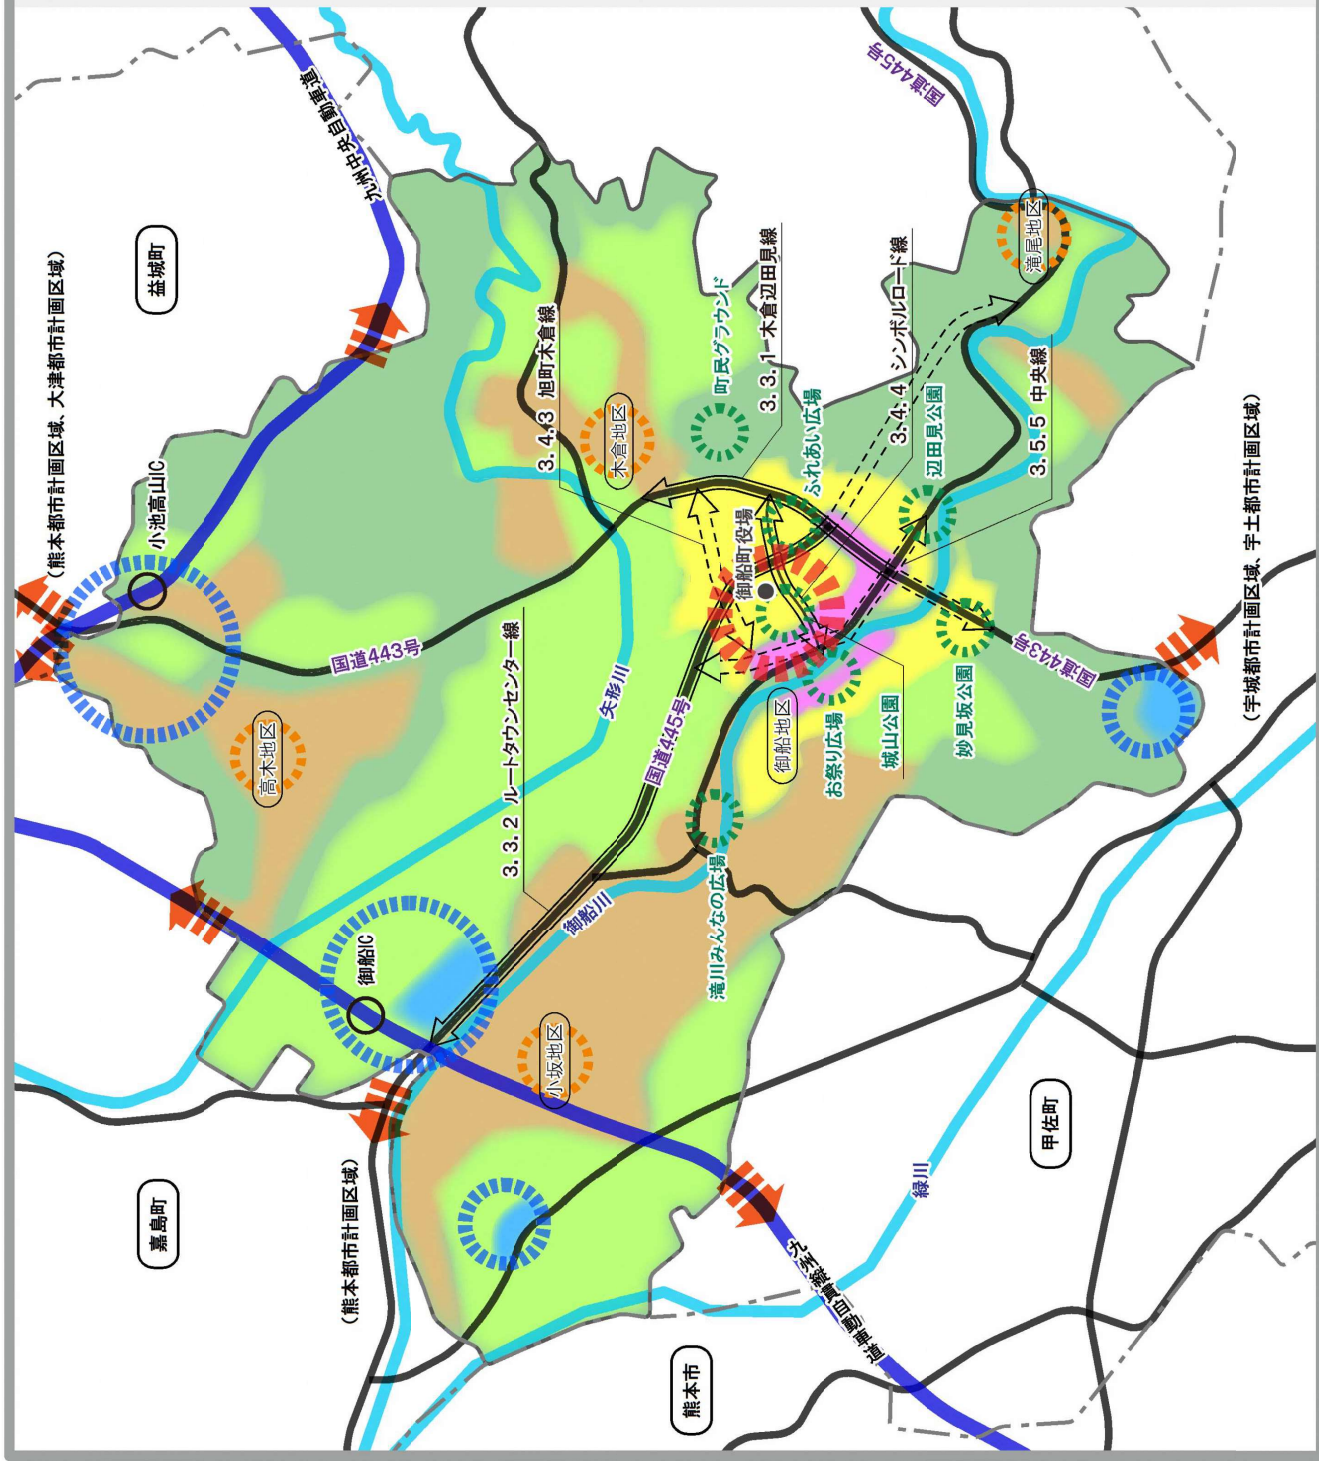 (熊本都市計画区域、大津都市計画区域)
益城町
九州中央自動車道
小池高山IC
国道443号
高木地区
矢形川
3. 4. 3 旭町木倉線
木倉地区
町民グラウンド
3. 3. 1 木倉辺田見線
ふれあい広場
3. 4. 4 シンボルロード線
辺田見公園
3. 5. 5 中央線
国道445号
滝尾地区
御船町役場
3. 3. 2 ルートタウンセンター線
国道445号
御船地区
お祭り広場
城山公園
妙見坂公園
国道443号
(宇城都市計画区域、宇土都市計画区域)
滝川みんなの広場
御船川
御船IC
小坂地区
嘉島町
(熊本都市計画区域)
熊本市
九州縦貫自動車道
緑川
甲佐町